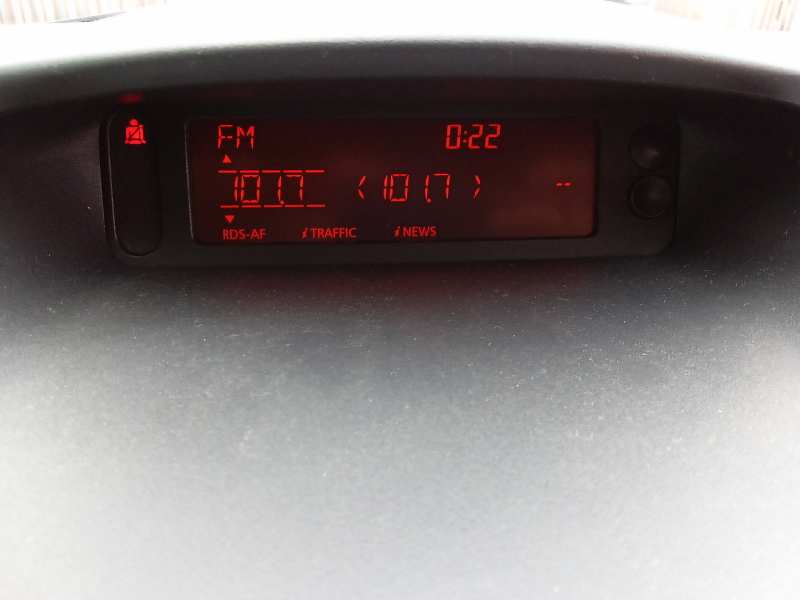 FM 0:22
101.7 < 101.7 > --
RDS-AF i TRAFFIC i NEWS